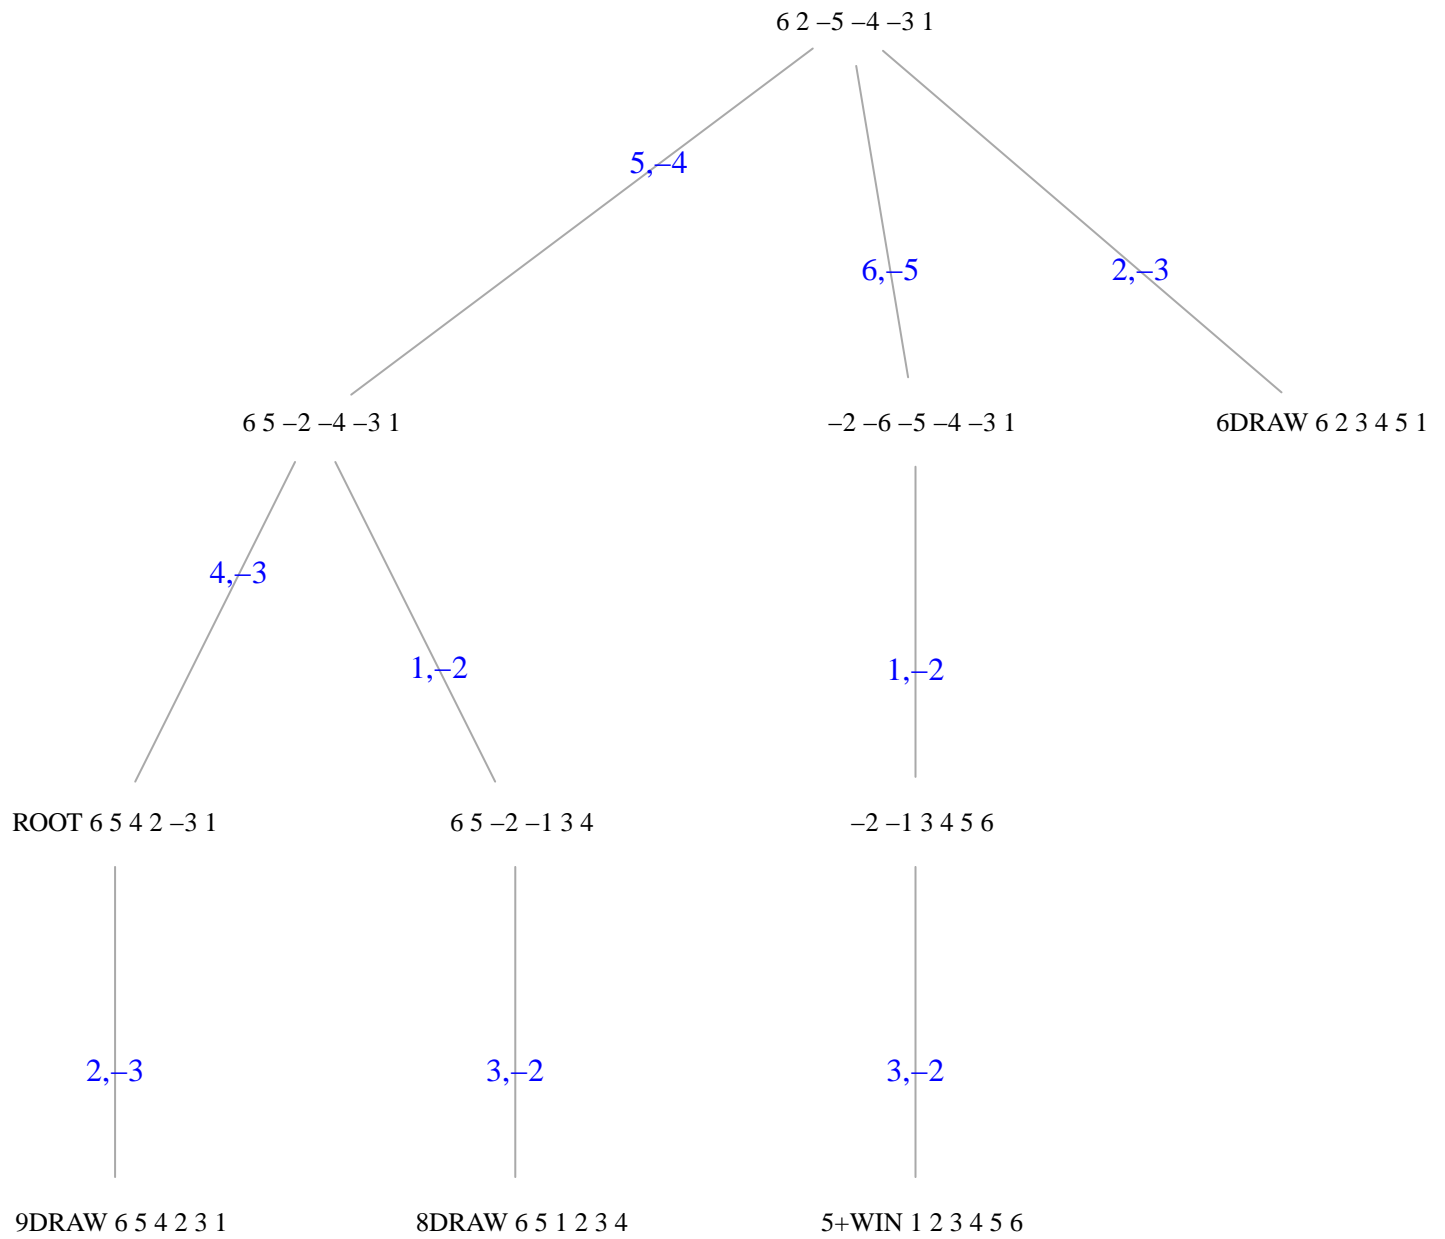 6 2 –5 –4 –3 1
5,–4
6,–5
2,–3
6 5 –2 –4 –3 1
–2 –6 –5 –4 –3 1
6DRAW 6 2 3 4 5 1
4,–3
1,–2
1,–2
ROOT 6 5 4 2 –3 1
6 5 –2 –1 3 4
–2 –1 3 4 5 6
2,–3
3,–2
3,–2
9DRAW 6 5 4 2 3 1
8DRAW 6 5 1 2 3 4
5+WIN 1 2 3 4 5 6